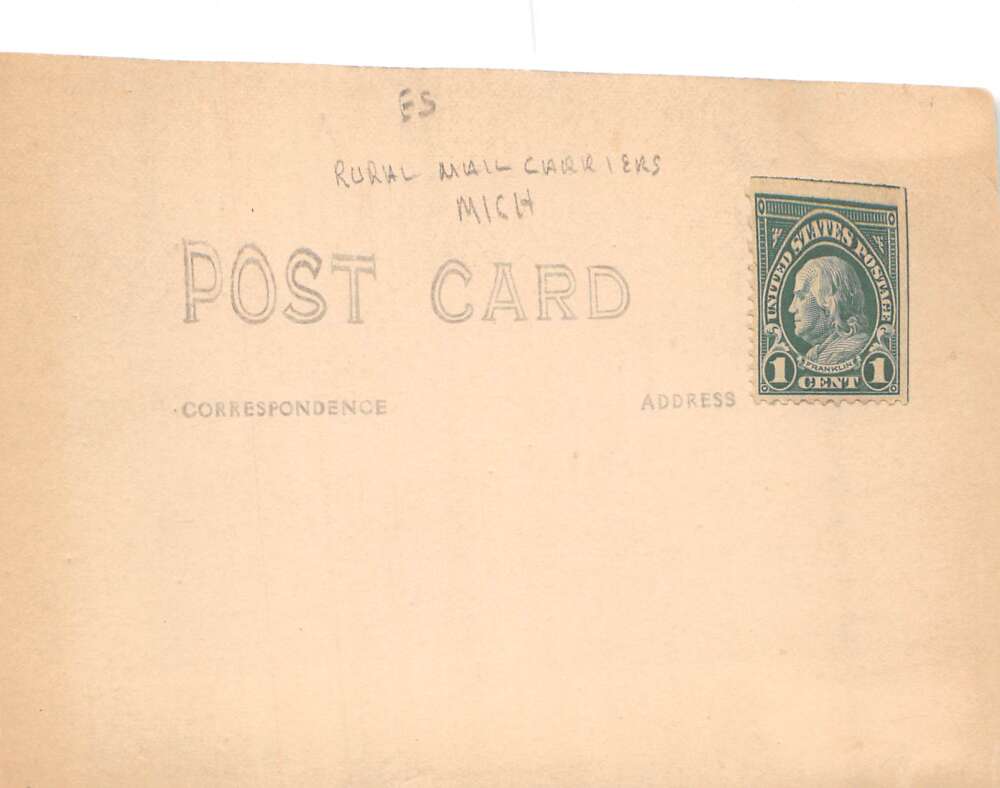 ES
RURAL MAIL CARRIERS
MICH
POST CARD
CORRESPONDENCE
ADDRESS
UNITED STATES POSTAGE
FRANKLIN
1 CENT 1